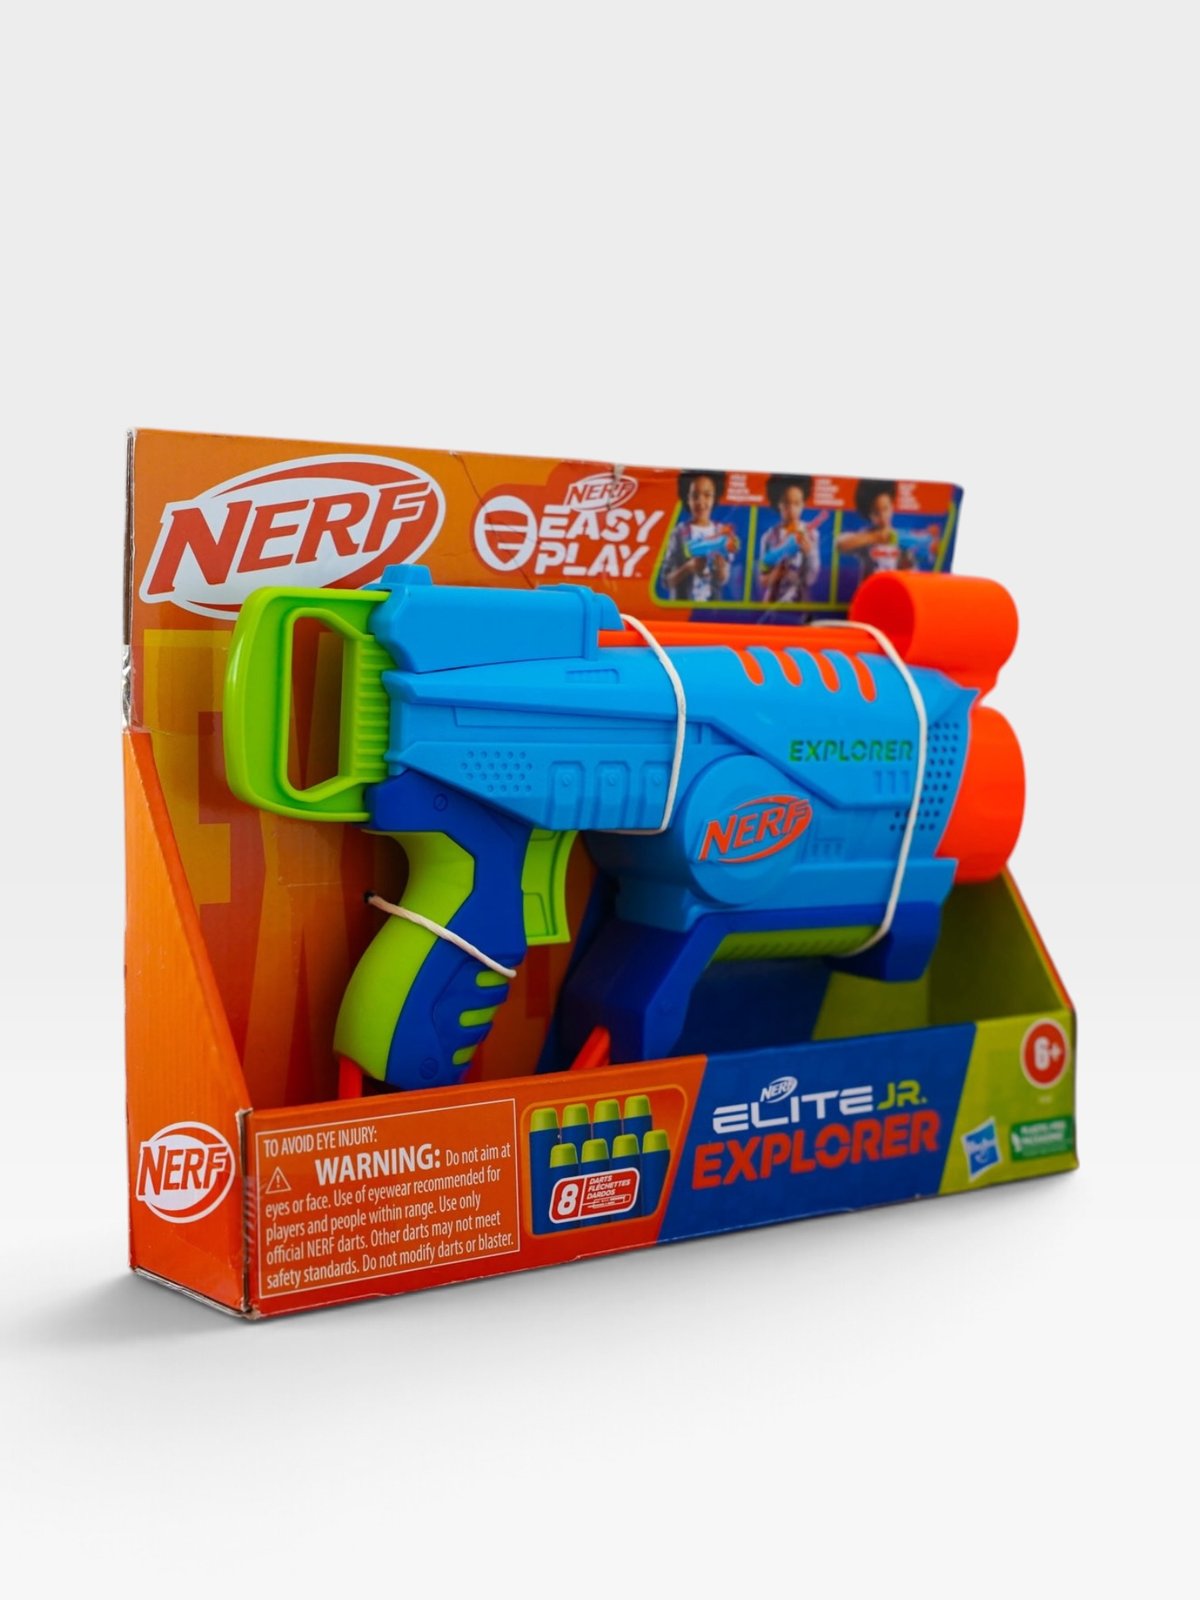 NERF
NERF
EASY
PLAY
EXPLORER
NERF
6+
NERF
ELITE JR.
EXPLORER
NERF
TO AVOID EYE INJURY:
WARNING: Do not aim at
eyes or face. Use of eyewear recommended for
players and people within range. Use only
official NERF darts. Other darts may not meet
safety standards. Do not modify darts or blaster.
8 DARTS
FLÉCHETTES
DARDOS
Hasbro